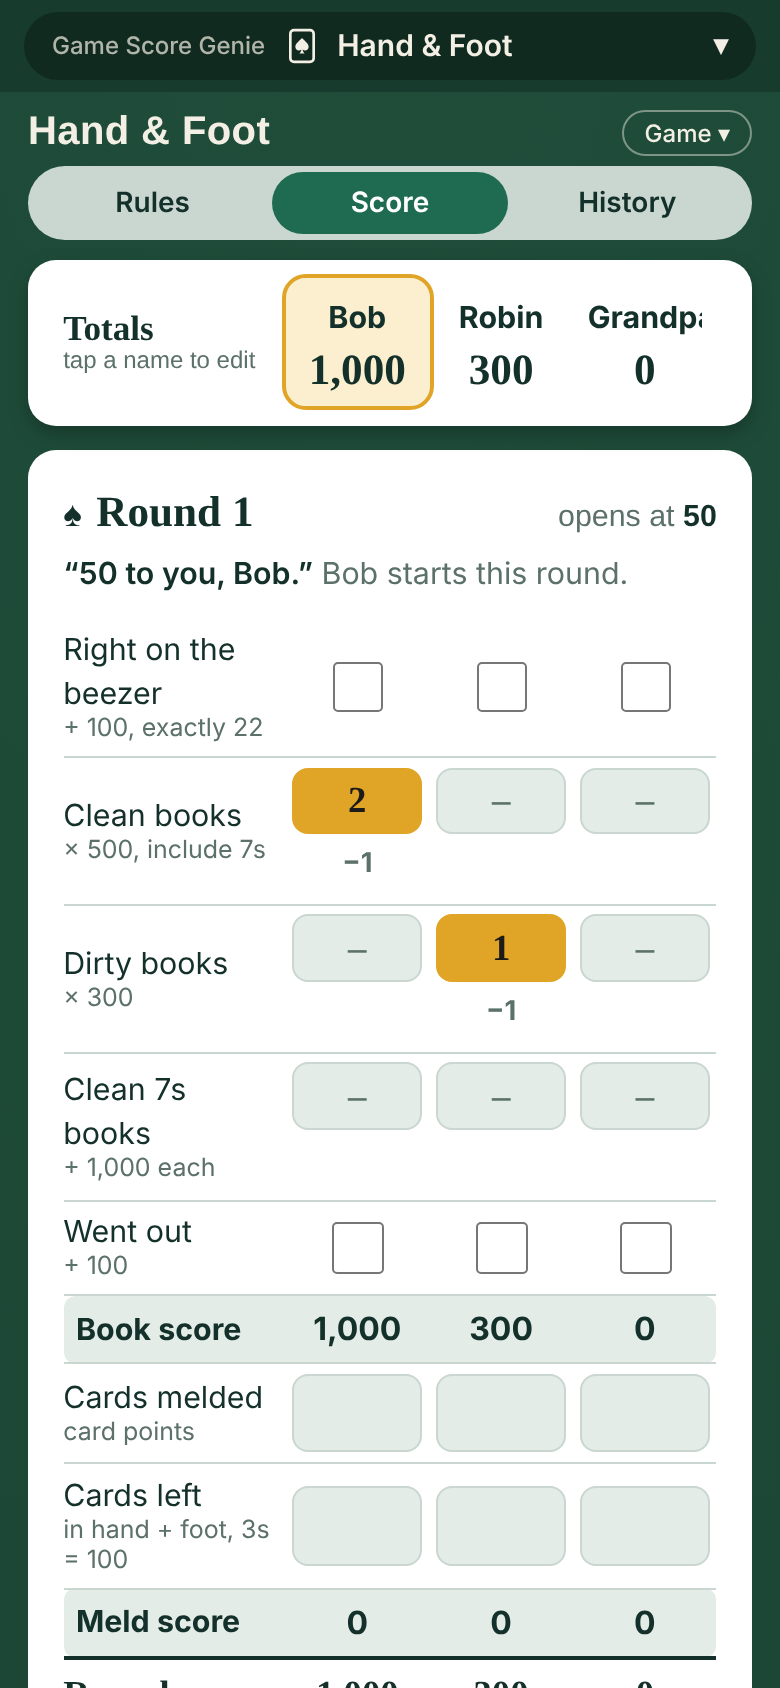 Game Score Genie Hand & Foot ▼
Hand & Foot
Game ▾
Rules Score History
Totals
tap a name to edit
Bob Robin
1,000 300 0
♠ Round 1 opens at 50
“50 to you, Bob.” Bob starts this round.
Right on the
beezer
+ 100, exactly 22
Clean books
× 500, include 7s
2 – –
−1
Dirty books
× 300
– 1 –
−1
Clean 7s
books
+ 1,000 each
– – –
Went out
+ 100
Book score 1,000 300 0
Cards melded
card points
Cards left
in hand + foot, 3s
= 100
Meld score 0 0 0